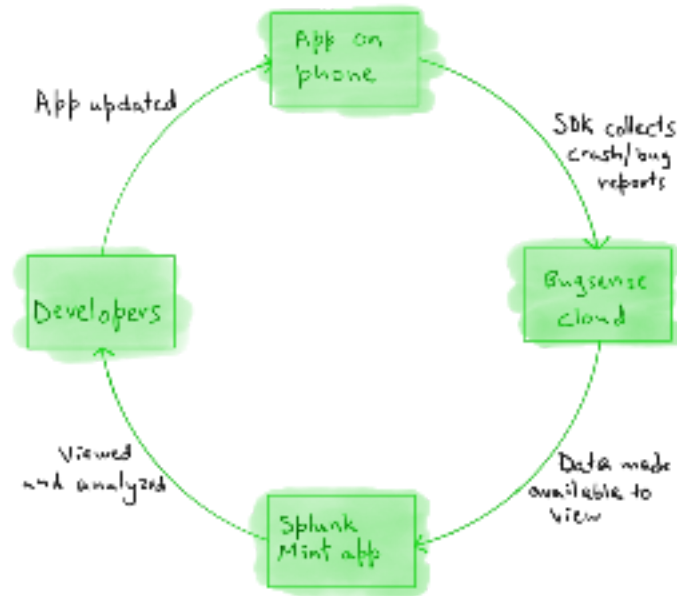 App on
phone
App updated
SDK collects
crash/bug
reports
Developers
Bugsense
cloud
Viewed
and analyzed
Data made
available to
view
Splunk
Mint app